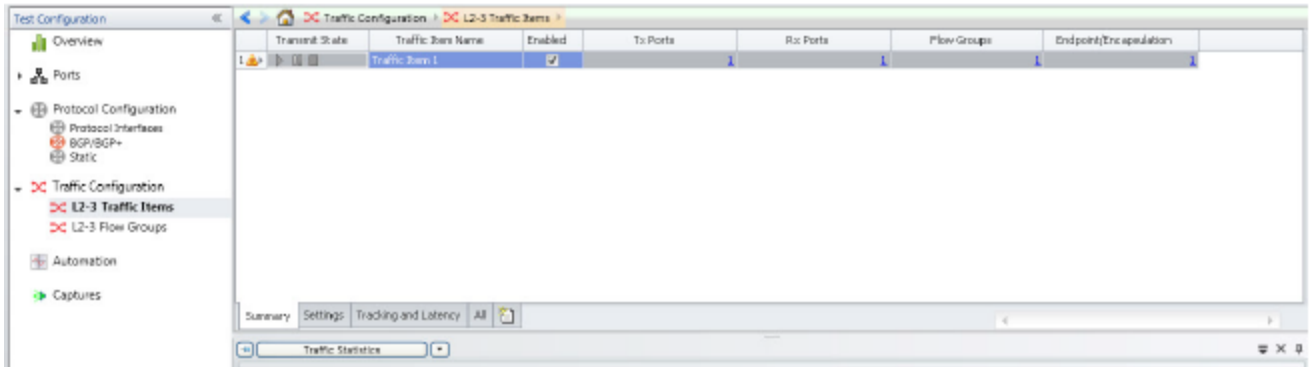 Test Configuration
Overview
Ports
Protocol Configuration
Protocol Interfaces
BGP/BGP+
Static
Traffic Configuration
L2-3 Traffic Items
L2-3 Flow Groups
Automation
Captures
Traffic Configuration L2-3 Traffic Items
Transmit State Traffic Item Name Enabled Tx Ports Rx Ports Flow Groups Endpoint/Encapsulation
1 Traffic Item 1 1 1 1 1
Summary Settings Tracking and Latency All
Traffic Statistics